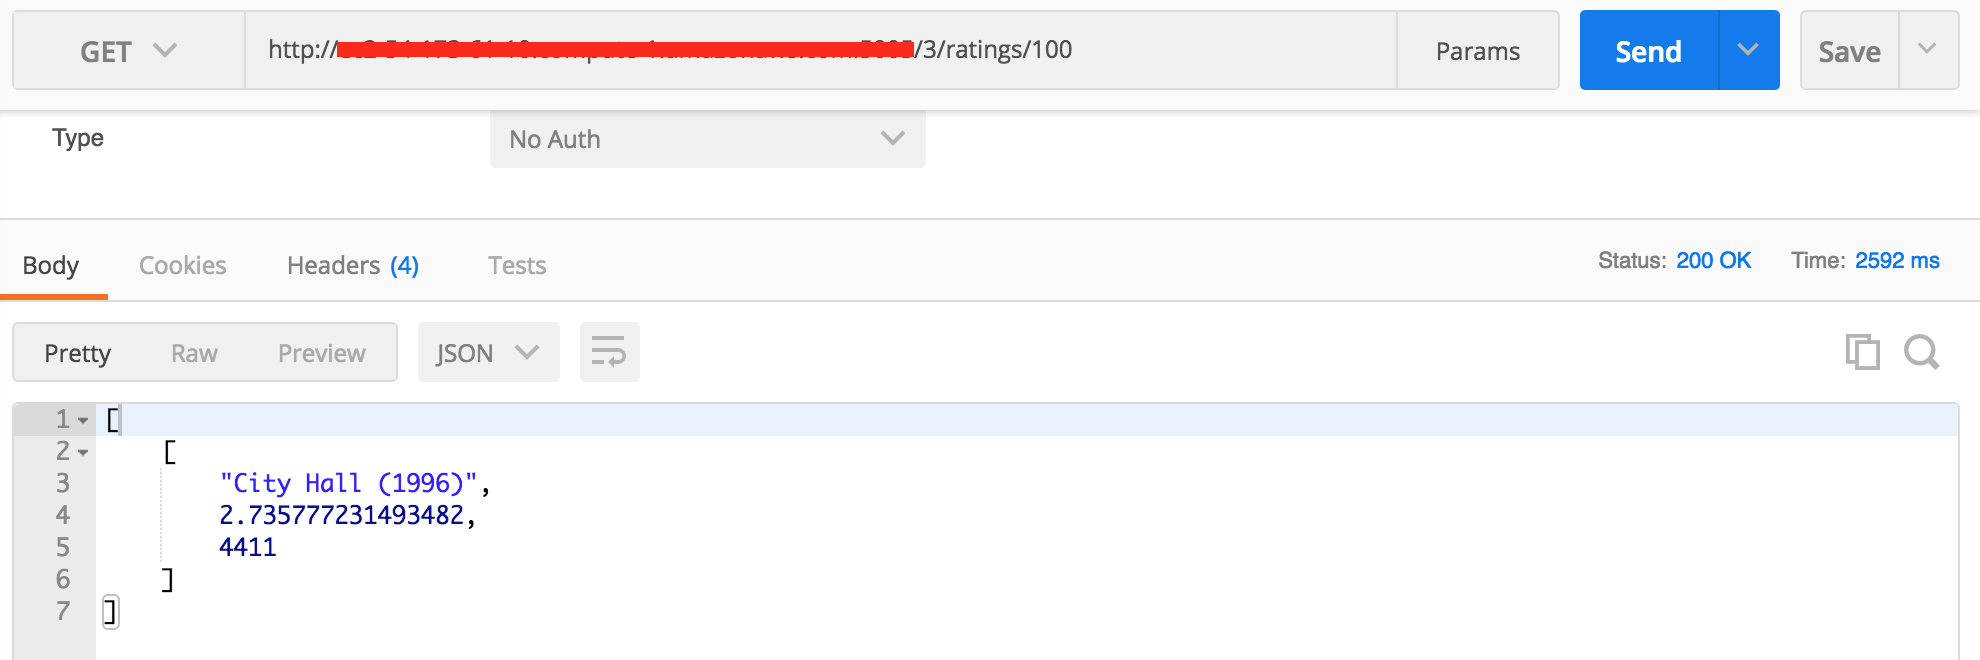 GET http:// /3/ratings/100 Params Send Save
Type No Auth
Body Cookies Headers (4) Tests Status: 200 OK Time: 2592 ms
Pretty Raw Preview JSON
1 [
2 [
3 "City Hall (1996)",
4 2.735777231493482,
5 4411
6 ]
7 ]